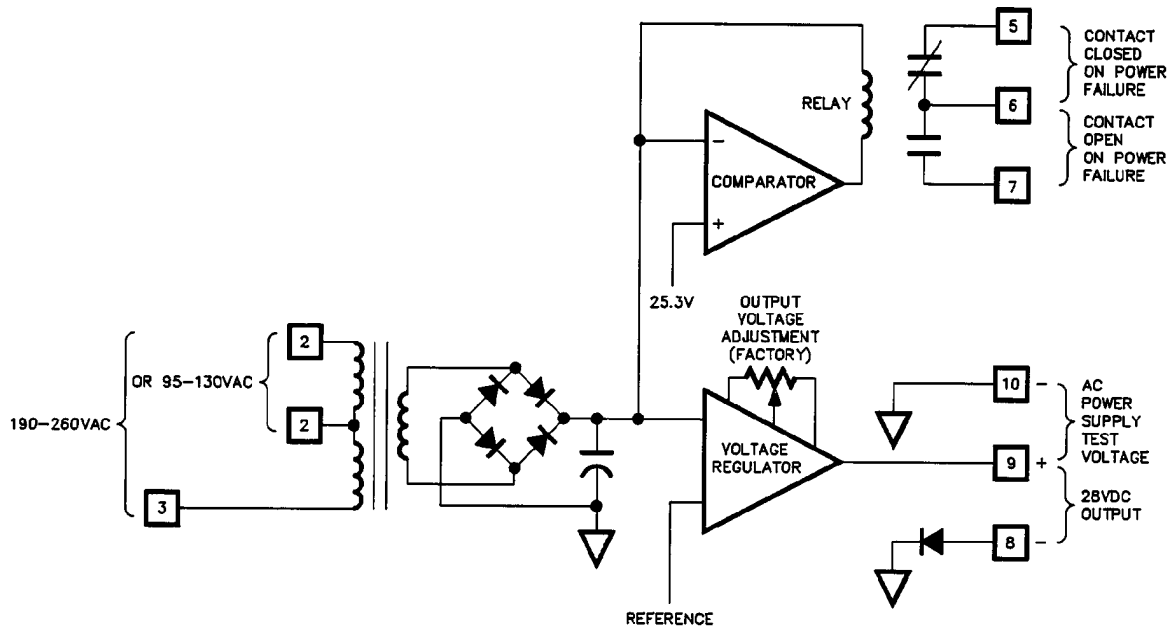 5
CONTACT
CLOSED
ON POWER
FAILURE
RELAY
6
CONTACT
OPEN
ON POWER
FAILURE
7
−
COMPARATOR
+
25.3V
OUTPUT
VOLTAGE
ADJUSTMENT
(FACTORY)
2
OR 95-130VAC
190-260VAC
2
3
VOLTAGE
REGULATOR
REFERENCE
10 −
AC
POWER
SUPPLY
TEST
VOLTAGE
9 +
28VDC
OUTPUT
8 −